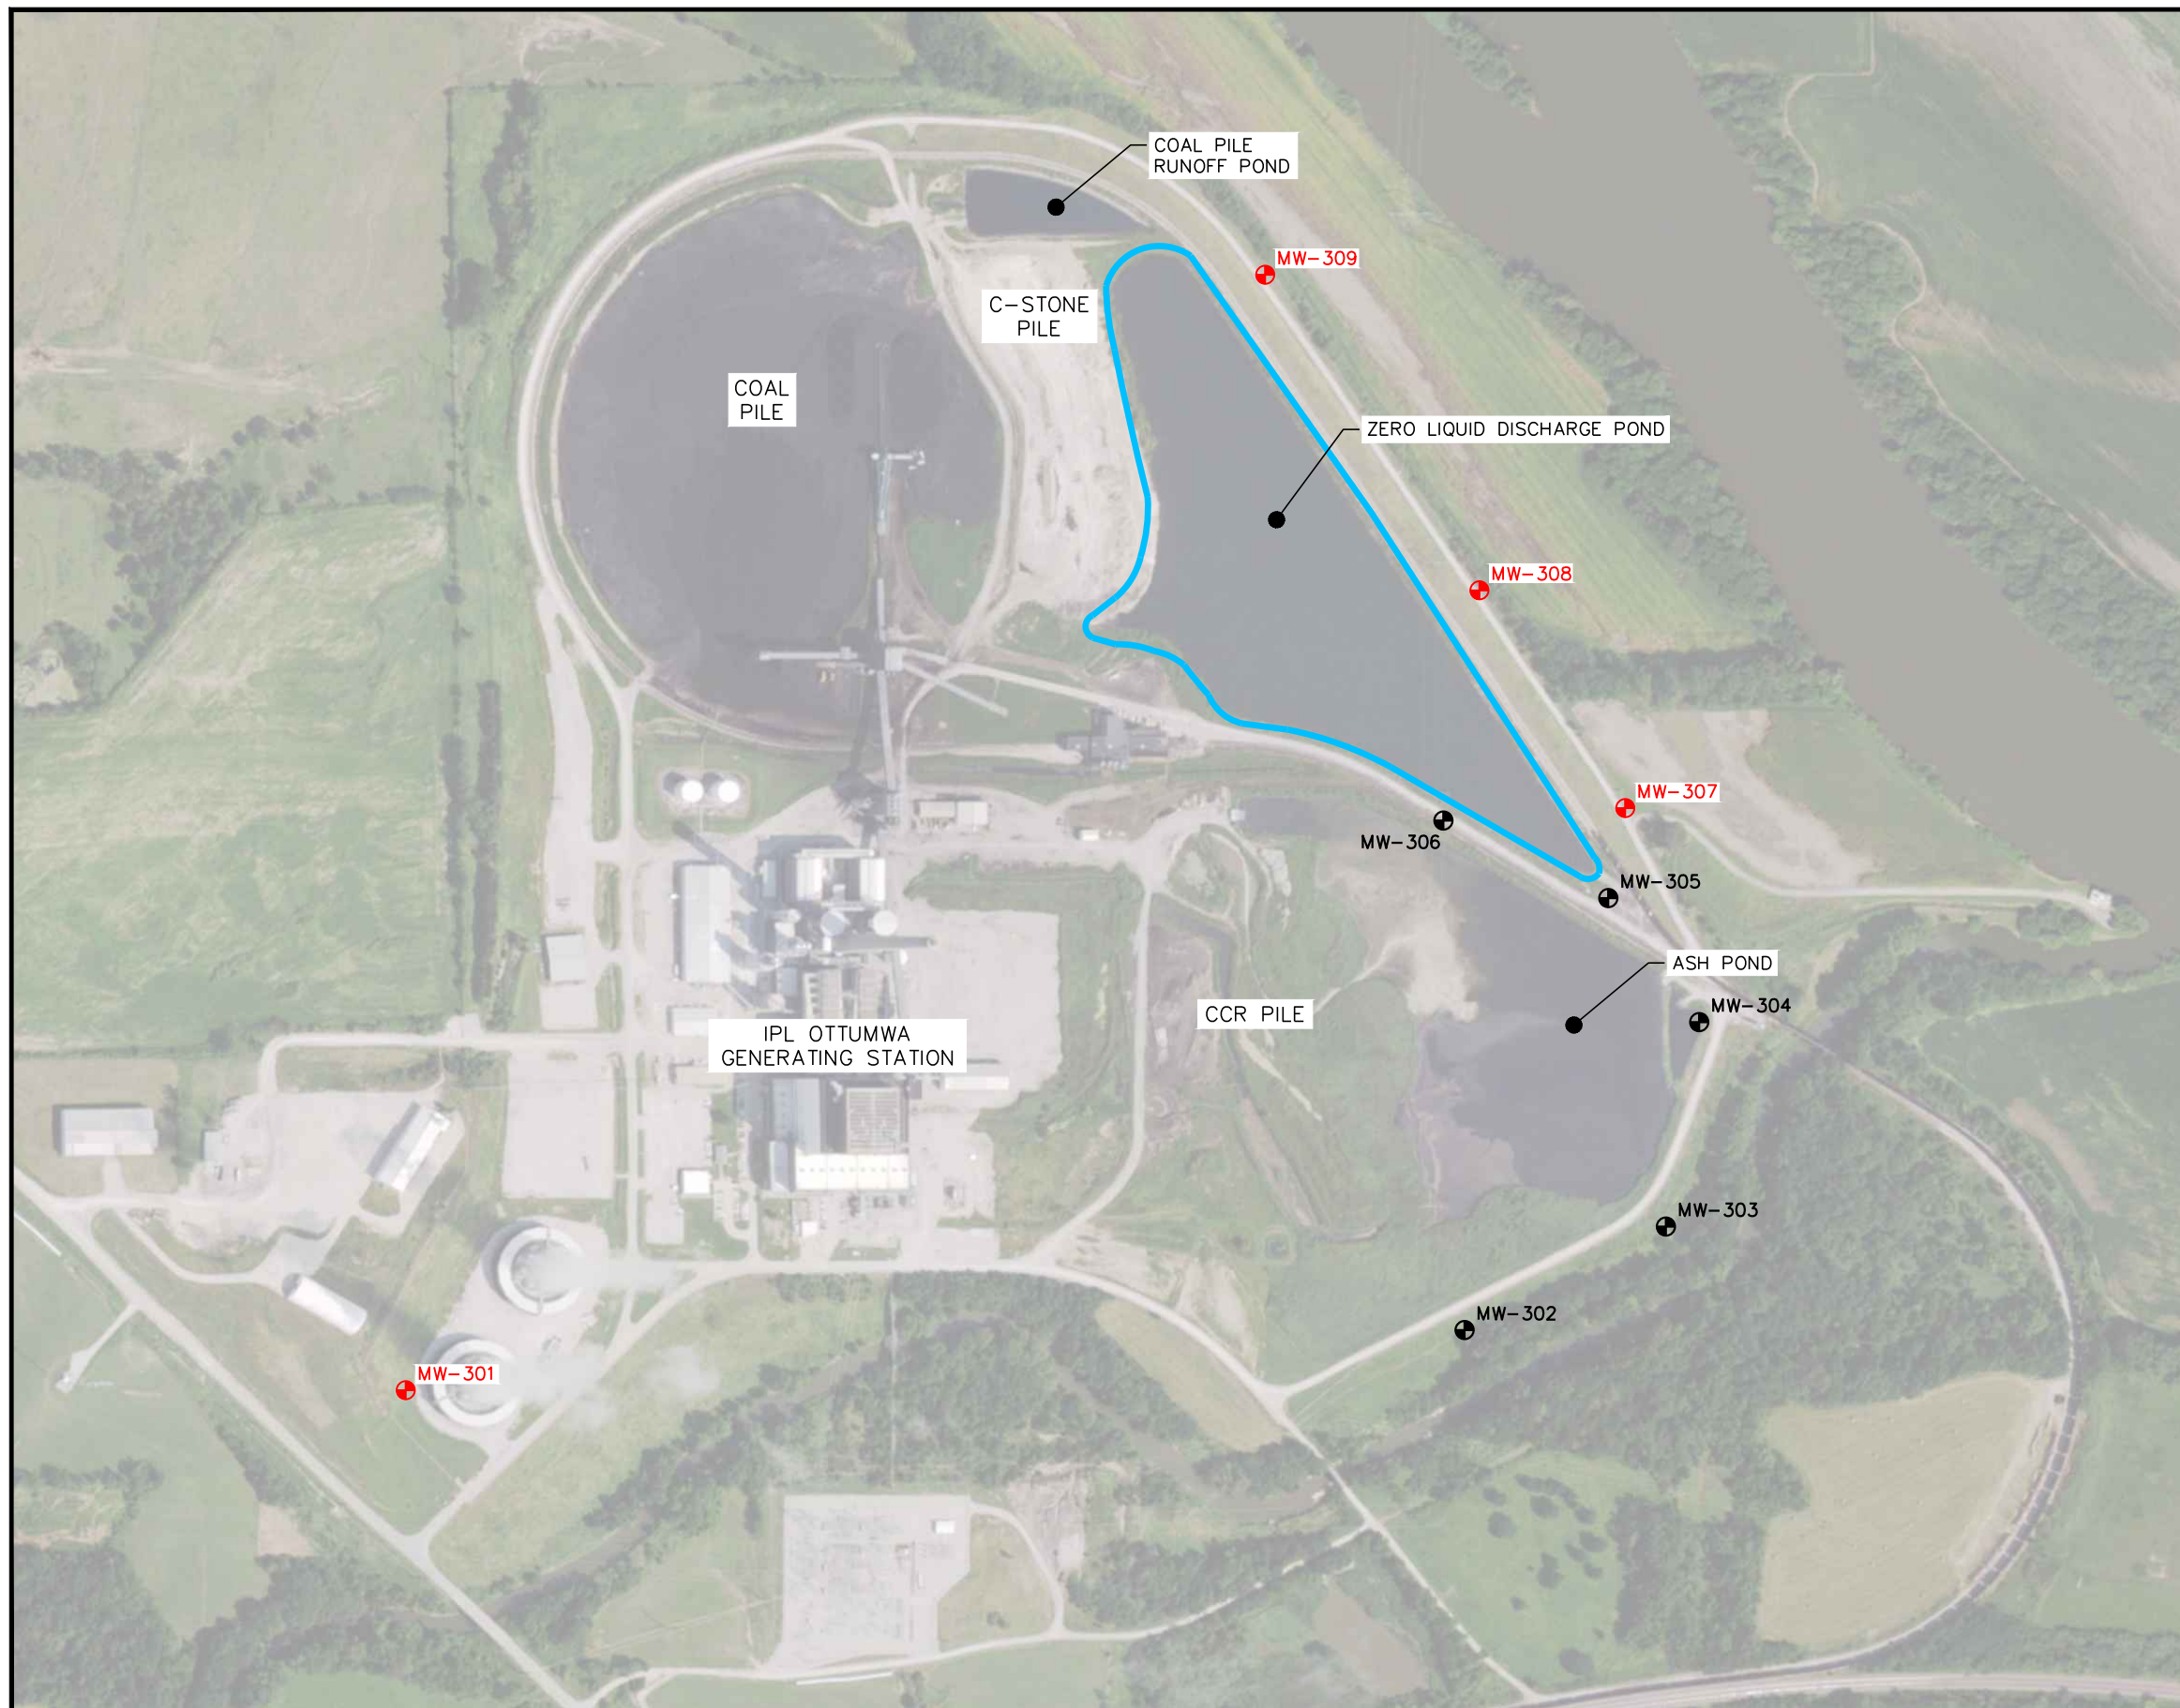 COAL PILE
RUNOFF POND
MW-309
C-STONE
PILE
COAL
PILE
ZERO LIQUID DISCHARGE POND
MW-308
MW-307
MW-306
MW-305
ASH POND
MW-304
CCR PILE
IPL OTTUMWA
GENERATING STATION
MW-303
MW-302
MW-301